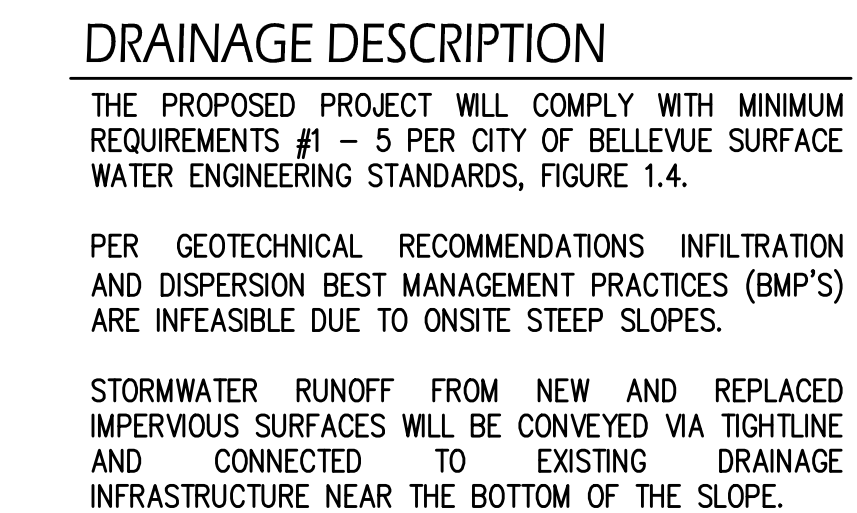 DRAINAGE DESCRIPTION
THE PROPOSED PROJECT WILL COMPLY WITH MINIMUM
REQUIREMENTS #1 – 5 PER CITY OF BELLEVUE SURFACE
WATER ENGINEERING STANDARDS, FIGURE 1.4.
PER GEOTECHNICAL RECOMMENDATIONS INFILTRATION
AND DISPERSION BEST MANAGEMENT PRACTICES (BMP'S)
ARE INFEASIBLE DUE TO ONSITE STEEP SLOPES.
STORMWATER RUNOFF FROM NEW AND REPLACED
IMPERVIOUS SURFACES WILL BE CONVEYED VIA TIGHTLINE
AND CONNECTED TO EXISTING DRAINAGE
INFRASTRUCTURE NEAR THE BOTTOM OF THE SLOPE.